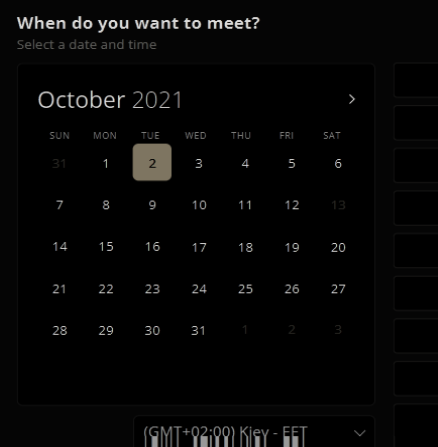 When do you want to meet?
Select a date and time
October 2021
SUN MON TUE WED THU FRI SAT
31 1 2 3 4 5 6
7 8 9 10 11 12 13
14 15 16 17 18 19 20
21 22 23 24 25 26 27
28 29 30 31 1 2 3
(GMT+02:00) Kiev - EET